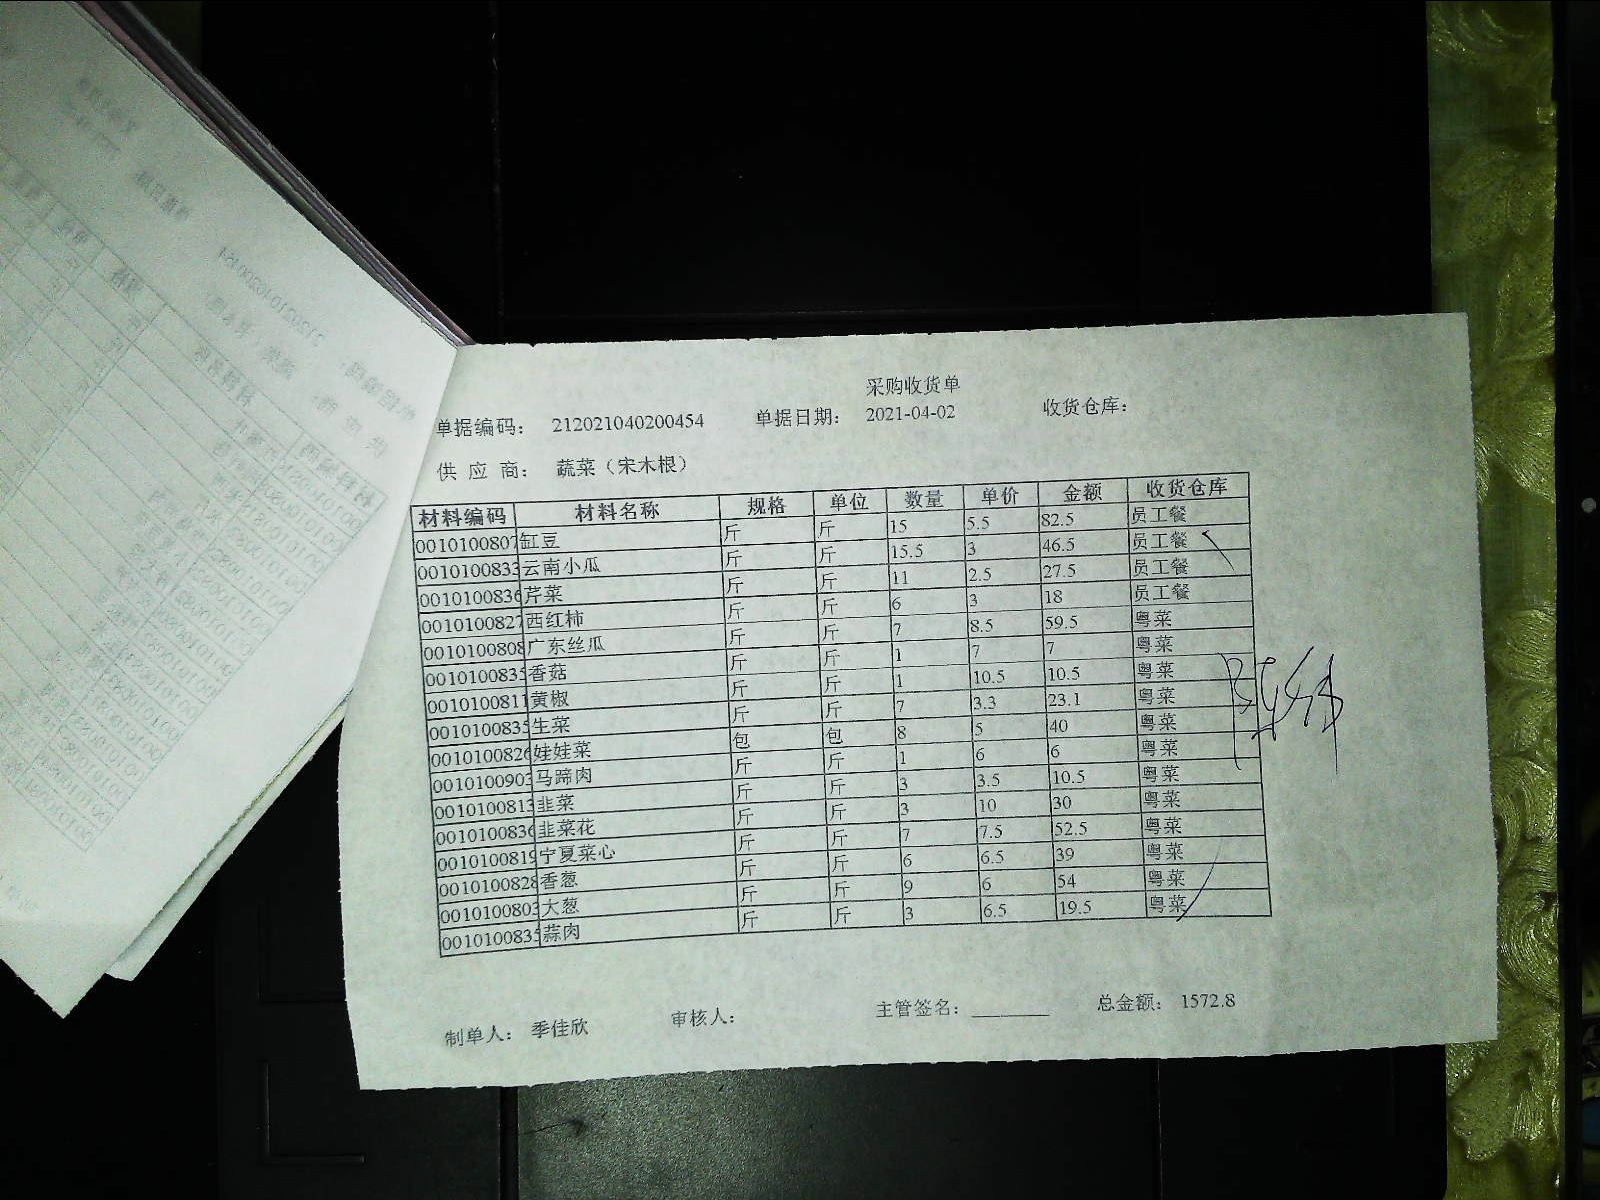 采购收货单
单据编码： 212021040200454 单据日期： 2021-04-02 收货仓库：
供 应 商： 蔬菜（宋木根）
材料编码 材料名称 规格 单位 数量 单价 金额 收货仓库
0010100807 缸豆 斤 斤 15 5.5 82.5 员工餐
0010100833 云南小瓜 斤 斤 15.5 3 46.5 员工餐
0010100836 芹菜 斤 斤 11 2.5 27.5 员工餐
0010100827 西红柿 斤 斤 6 3 18 员工餐
0010100808 广东丝瓜 斤 斤 7 8.5 59.5 粤菜
0010100835 香菇 斤 斤 1 7 7 粤菜
0010100811 黄椒 斤 斤 1 10.5 10.5 粤菜
0010100835 生菜 斤 斤 7 3.3 23.1 粤菜
0010100826 娃娃菜 包 包 8 5 40 粤菜
0010100903 马蹄肉 斤 斤 1 6 6 粤菜
0010100813 韭菜 斤 斤 3 3.5 10.5 粤菜
0010100836 韭菜花 斤 斤 3 10 30 粤菜
0010100819 宁夏菜心 斤 斤 7 7.5 52.5 粤菜
0010100828 香葱 斤 斤 6 6.5 39 粤菜
0010100803 大葱 斤 斤 9 6 54 粤菜
0010100835 蒜肉 斤 斤 3 6.5 19.5 粤菜
制单人： 季佳欣 审核人： 主管签名： 总金额： 1572.8